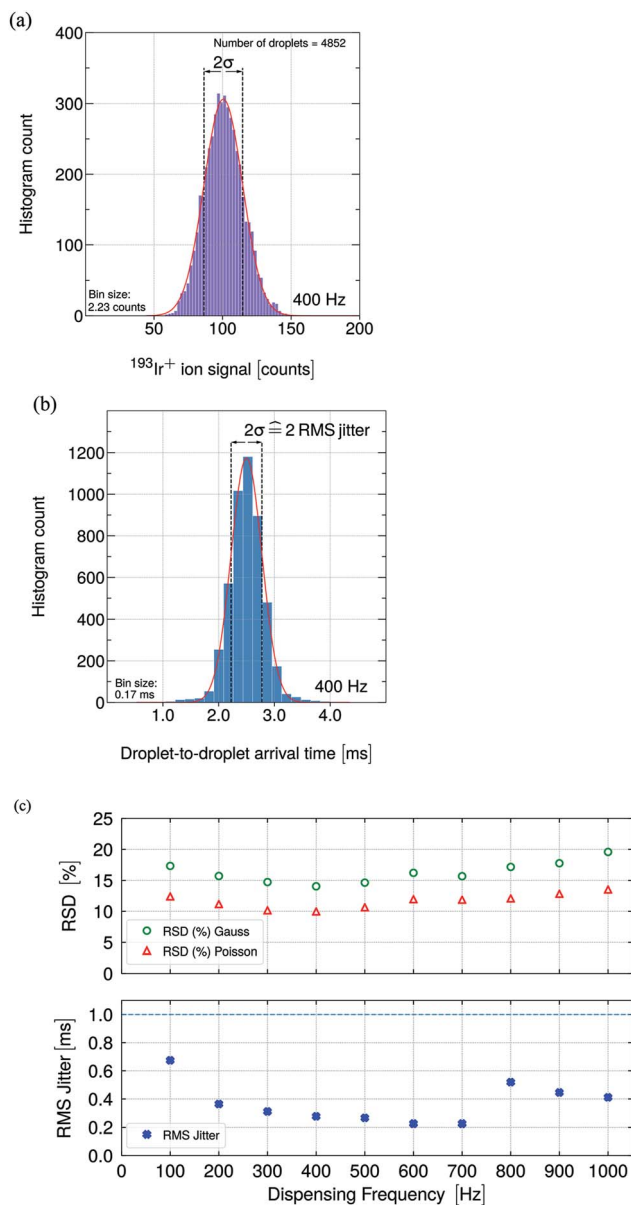 (a)
400
300
200
100
0
Histogram count
Number of droplets = 4852
2σ
Bin size:
2.23 counts
400 Hz
50
100
150
200
¹⁹³Ir⁺ ion signal [counts]
(b)
1200
1000
800
600
400
200
0
Histogram count
2σ ≙ 2 RMS jitter
Bin size:
0.17 ms
400 Hz
1.0
2.0
3.0
4.0
Droplet-to-droplet arrival time [ms]
(c)
25
20
15
10
5
0
RSD [%]
RSD (%) Gauss
RSD (%) Poisson
1.0
0.8
0.6
0.4
0.2
0.0
RMS Jitter [ms]
RMS Jitter
0
100
200
300
400
500
600
700
800
900
1000
Dispensing Frequency [Hz]